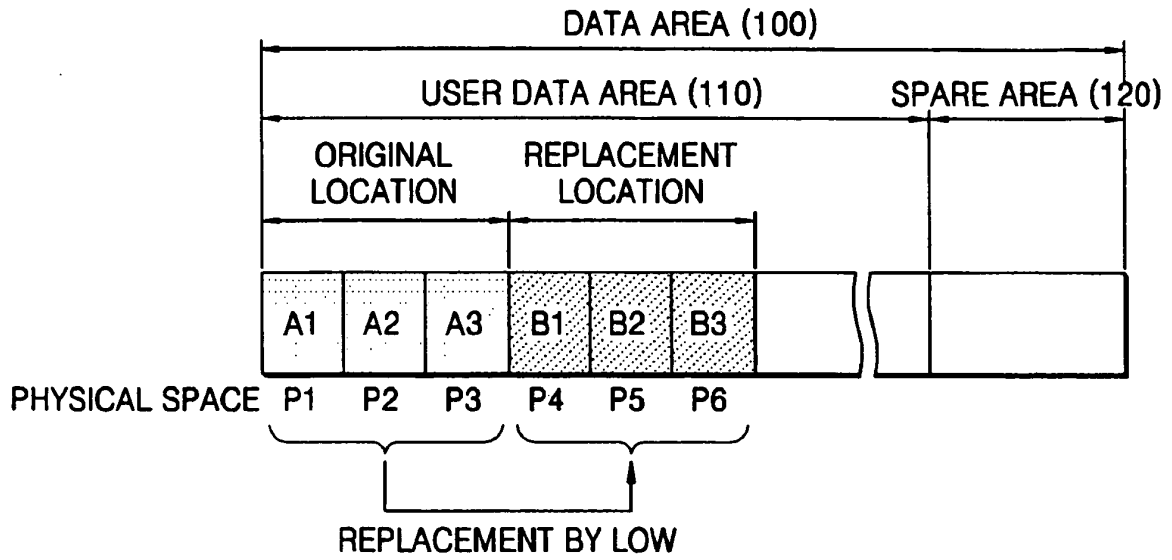 DATA AREA (100)
USER DATA AREA (110) SPARE AREA (120)
ORIGINAL LOCATION
REPLACEMENT LOCATION
A1 A2 A3 B1 B2 B3
PHYSICAL SPACE P1 P2 P3 P4 P5 P6
REPLACEMENT BY LOW